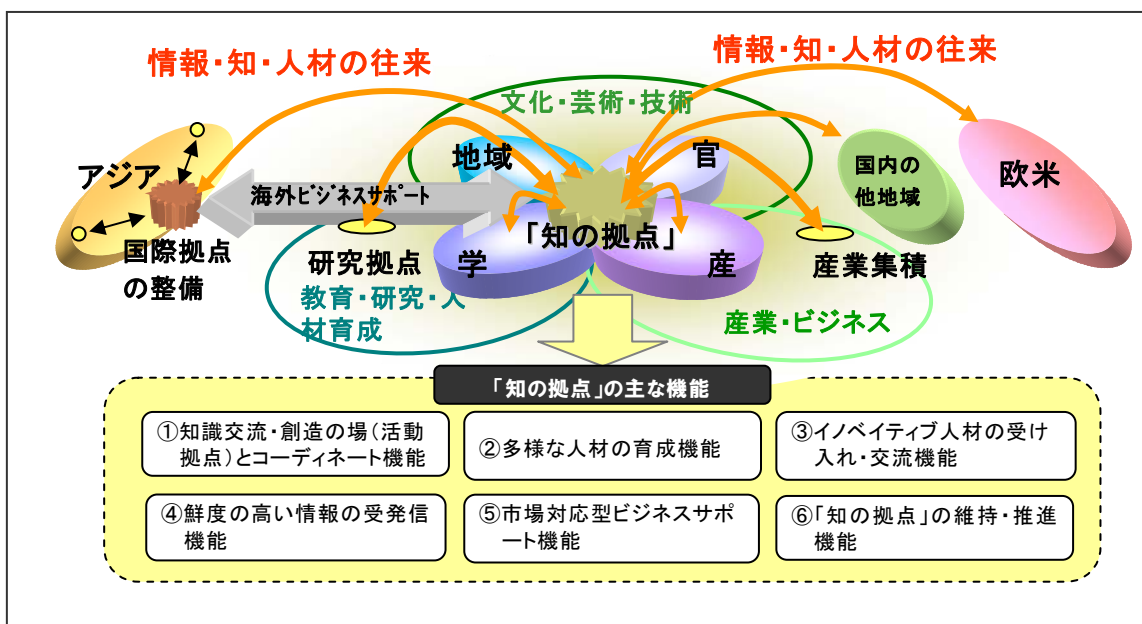 情報・知・人材の往来
情報・知・人材の往来
文化・芸術・技術
地域
官
アジア
国内の
他地域
欧米
海外ビジネスサポート
「知の拠点」
国際拠点
の整備
研究拠点
学
産
産業集積
教育・研究・人
材育成
産業・ビジネス
「知の拠点」の主な機能
①知識交流・創造の場（活動
拠点）とコーディネート機能
②多様な人材の育成機能
③イノベイティブ人材の受け
入れ・交流機能
④鮮度の高い情報の受発信
機能
⑤市場対応型ビジネスサポ
ート機能
⑥「知の拠点」の維持・推進
機能